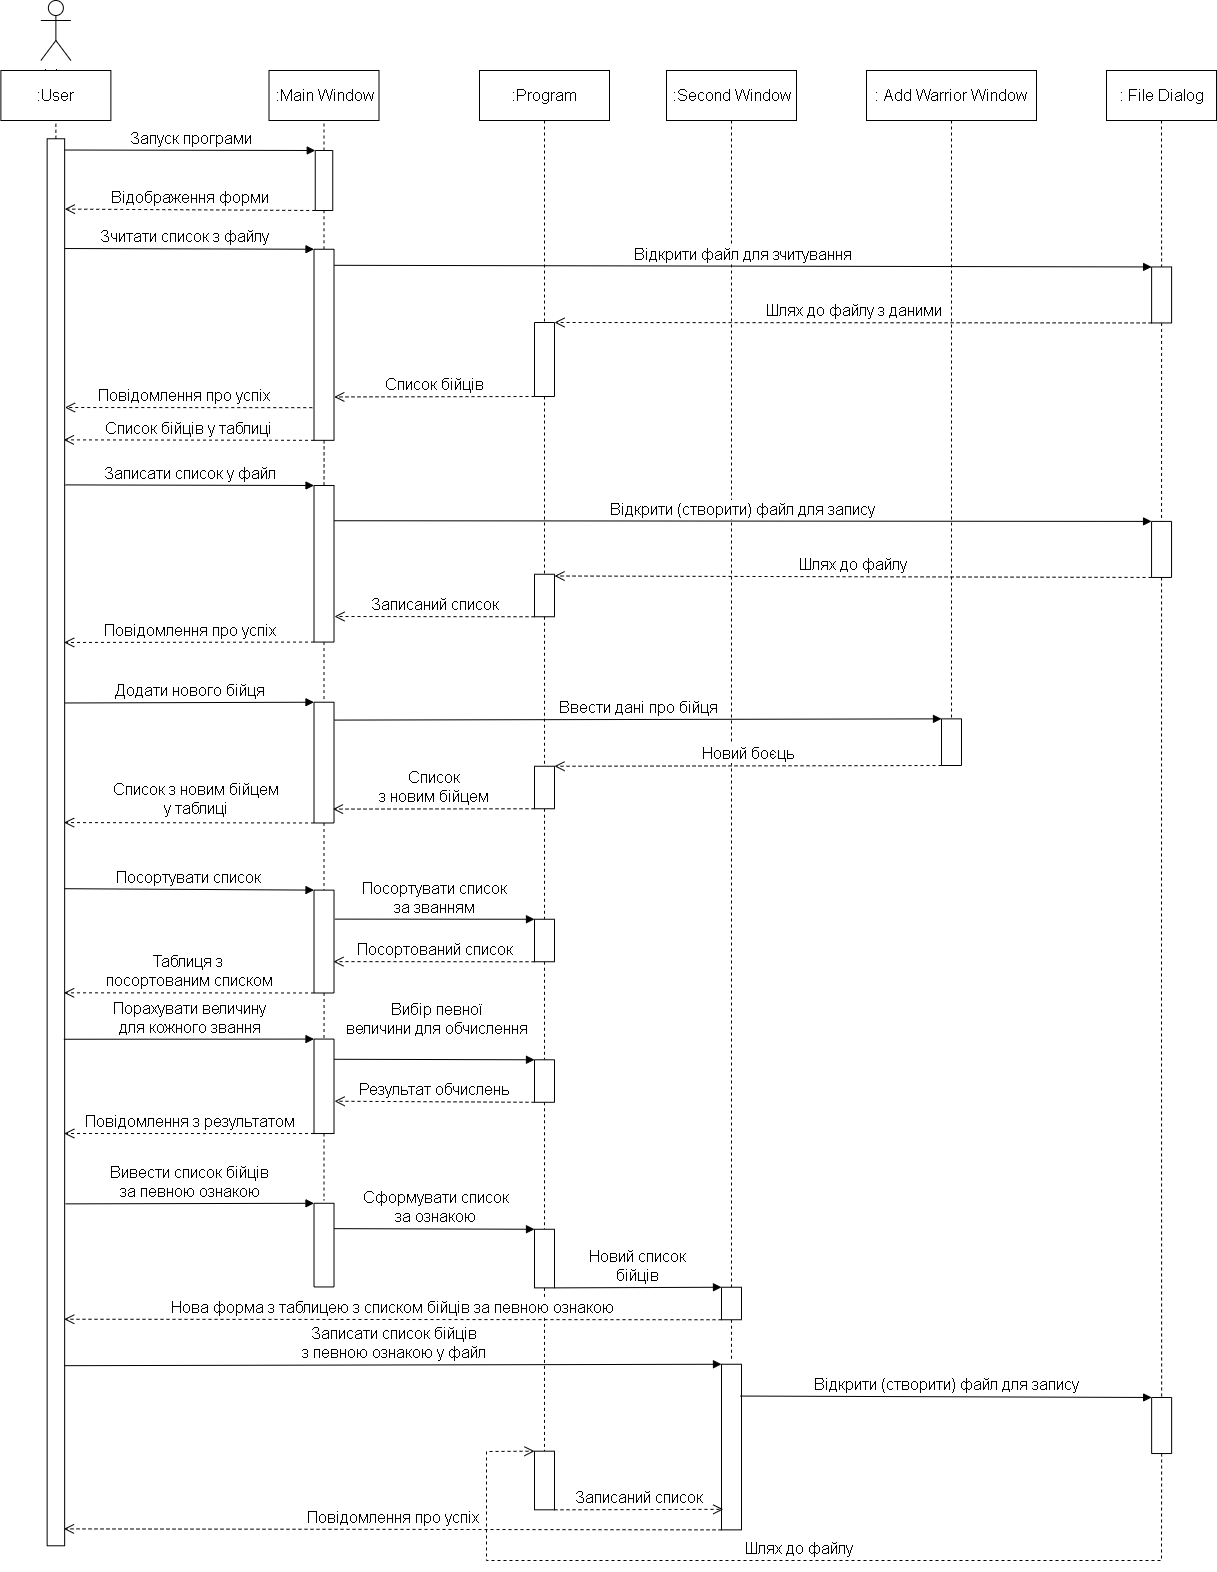 :User
:Main Window
:Program
:Second Window
: Add Warrior Window
: File Dialog
Запуск програми
Відображення форми
Зчитати список з файлу
Відкрити файл для зчитування
Шлях до файлу з даними
Список бійців
Повідомлення про успіх
Список бійців у таблиці
Записати список у файл
Відкрити (створити) файл для запису
Шлях до файлу
Записаний список
Повідомлення про успіх
Додати нового бійця
Ввести дані про бійця
Новий боєць
Список
з новим бійцем
Список з новим бійцем
у таблиці
Посортувати список
Посортувати список
за званням
Посортований список
Таблиця з
посортованим списком
Порахувати величину
для кожного звання
Вибір певної
величини для обчислення
Результат обчислень
Повідомлення з результатом
Вивести список бійців
за певною ознакою
Сформувати список
за ознакою
Новий список
бійців
Нова форма з таблицею з списком бійців за певною ознакою
Записати список бійців
з певною ознакою у файл
Відкрити (створити) файл для запису
Записаний список
Повідомлення про успіх
Шлях до файлу